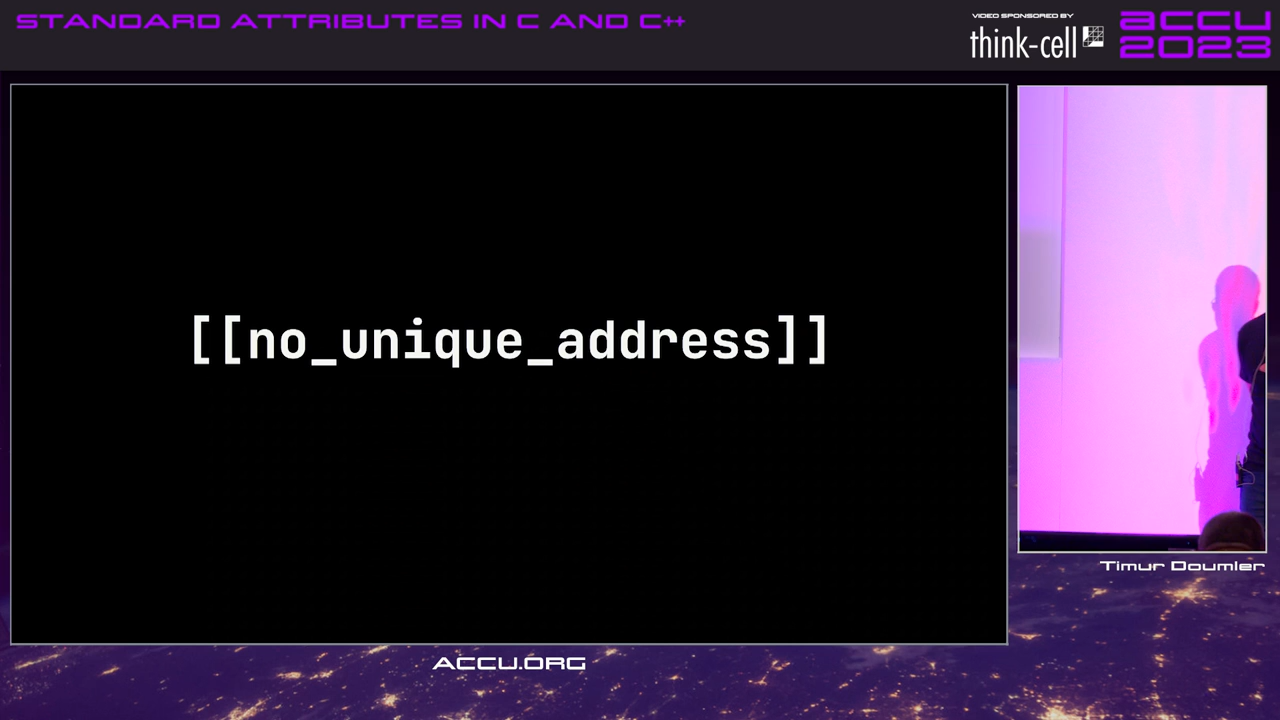 STANDARD ATTRIBUTES IN C AND C++
VIDEO SPONSORED BY
think-cell
accu
2023
[[no_unique_address]]
Timur Doumler
ACCU.ORG